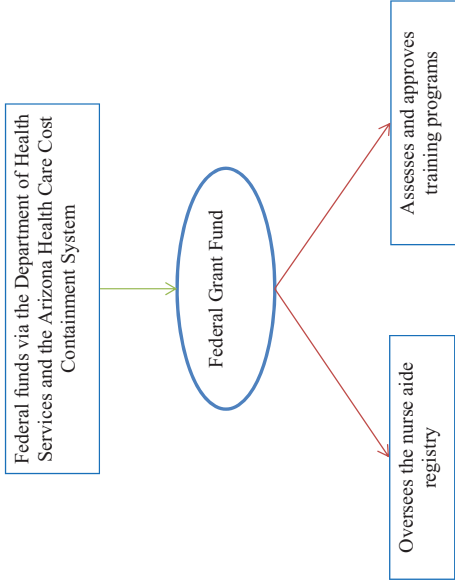 Federal funds via the Department of Health
Services and the Arizona Health Care Cost
Containment System
Federal Grant Fund
Oversees the nurse aide
registry
Assesses and approves
training programs